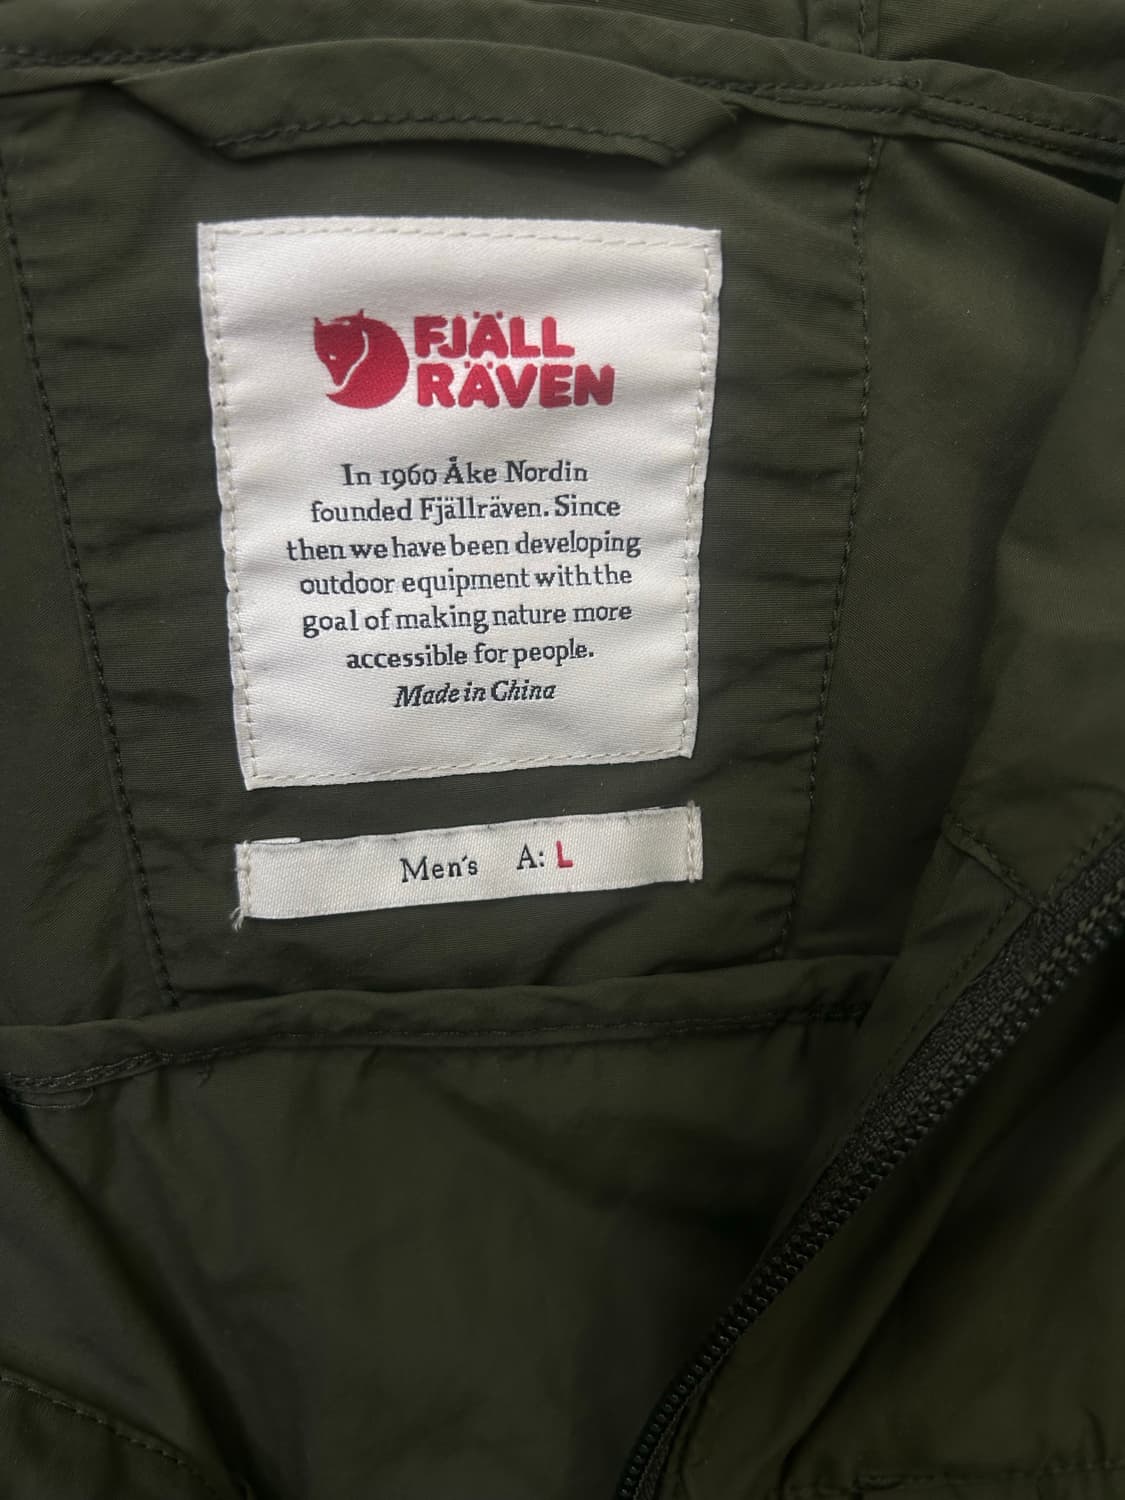 FJÄLL
RÄVEN
In 1960 Åke Nordin
founded Fjällräven. Since
then we have been developing
outdoor equipment with the
goal of making nature more
accessible for people.
Made in China
Men's A: L